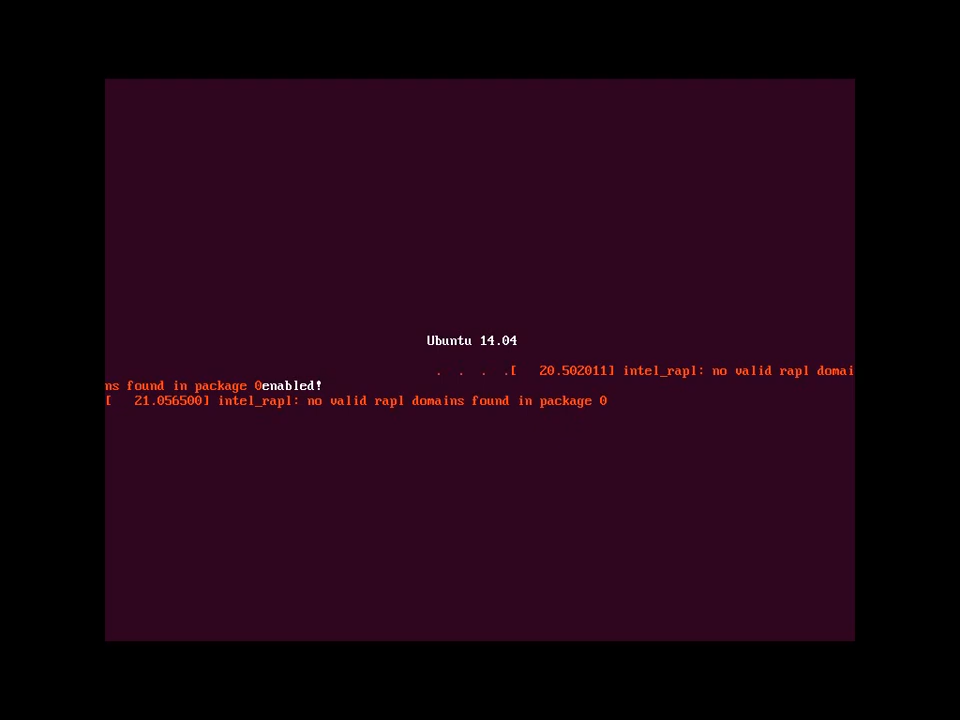 Ubuntu 14.04
. . . .[   20.502011] intel_rapl: no valid rapl domai
ns found in package 0enabled!
[   21.056500] intel_rapl: no valid rapl domains found in package 0